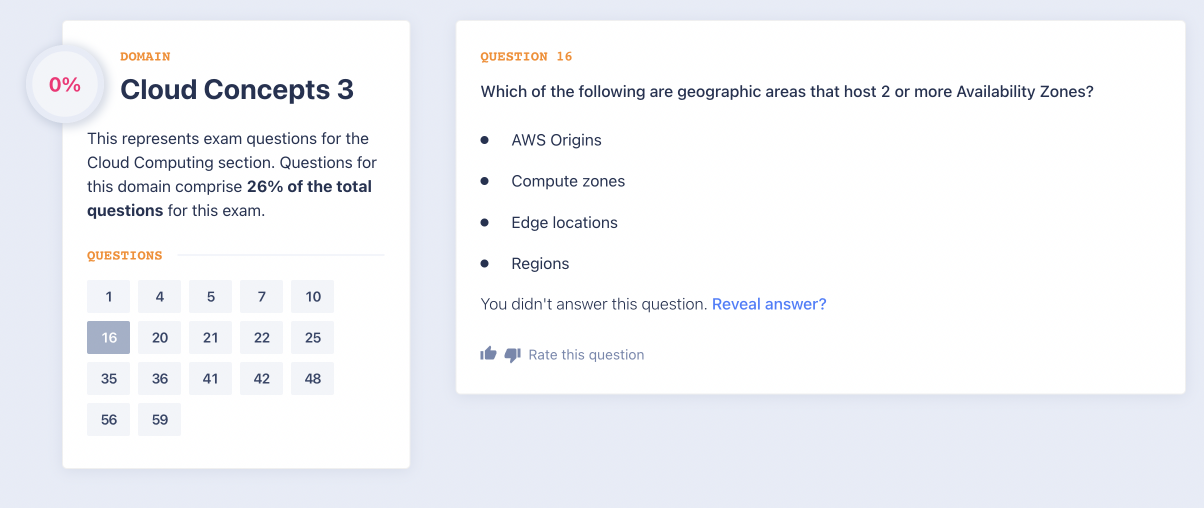 0%
DOMAIN
Cloud Concepts 3
This represents exam questions for the
Cloud Computing section. Questions for
this domain comprise 26% of the total
questions for this exam.
QUESTIONS
1 4 5 7 10
16 20 21 22 25
35 36 41 42 48
56 59
QUESTION 16
Which of the following are geographic areas that host 2 or more Availability Zones?
AWS Origins
Compute zones
Edge locations
Regions
You didn't answer this question. Reveal answer?
Rate this question